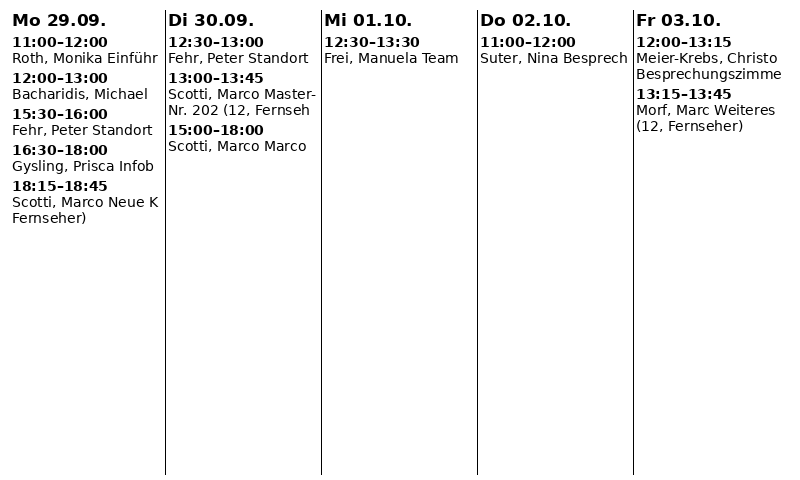 Mo 29.09.
11:00–12:00
Roth, Monika Einführ
12:00–13:00
Bacharidis, Michael
15:30–16:00
Fehr, Peter Standort
16:30–18:00
Gysling, Prisca Infob
18:15–18:45
Scotti, Marco Neue K
Fernseher)
Di 30.09.
12:30–13:00
Fehr, Peter Standort
13:00–13:45
Scotti, Marco Master-
Nr. 202 (12, Fernseh
15:00–18:00
Scotti, Marco Marco
Mi 01.10.
12:30–13:30
Frei, Manuela Team
Do 02.10.
11:00–12:00
Suter, Nina Besprech
Fr 03.10.
12:00–13:15
Meier-Krebs, Christo
Besprechungszimme
13:15–13:45
Morf, Marc Weiteres
(12, Fernseher)